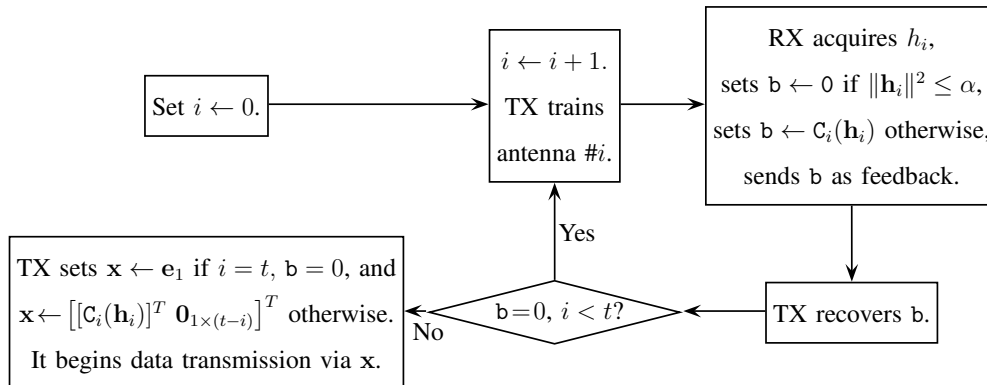 Set i ← 0.
i ← i + 1.
TX trains
antenna #i.
RX acquires h_i,
sets b ← 0 if ‖𝐡_i‖² ≤ α,
sets b ← C_i(𝐡_i) otherwise,
sends b as feedback.
TX recovers b.
b=0, i < t?
Yes
No
TX sets 𝐱 ← 𝐞_1 if i = t, b = 0, and
𝐱 ← [[C_i(𝐡_i)]^T 𝟎_{1×(t−i)}]^T otherwise.
It begins data transmission via 𝐱.